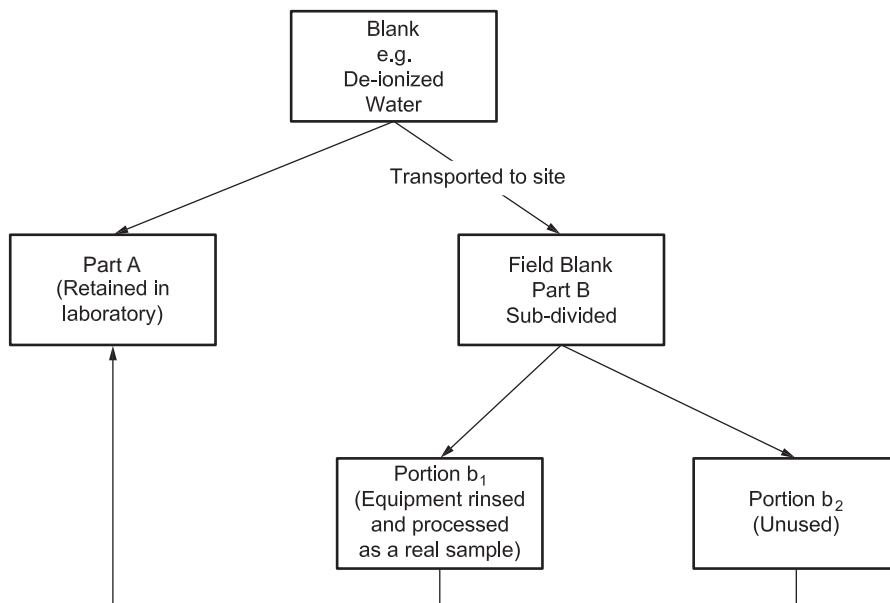 Blank
e.g.
De-ionized
Water
Transported to site
Part A
(Retained in
laboratory)
Field Blank
Part B
Sub-divided
Portion b₁
(Equipment rinsed
and processed
as a real sample)
Portion b₂
(Unused)